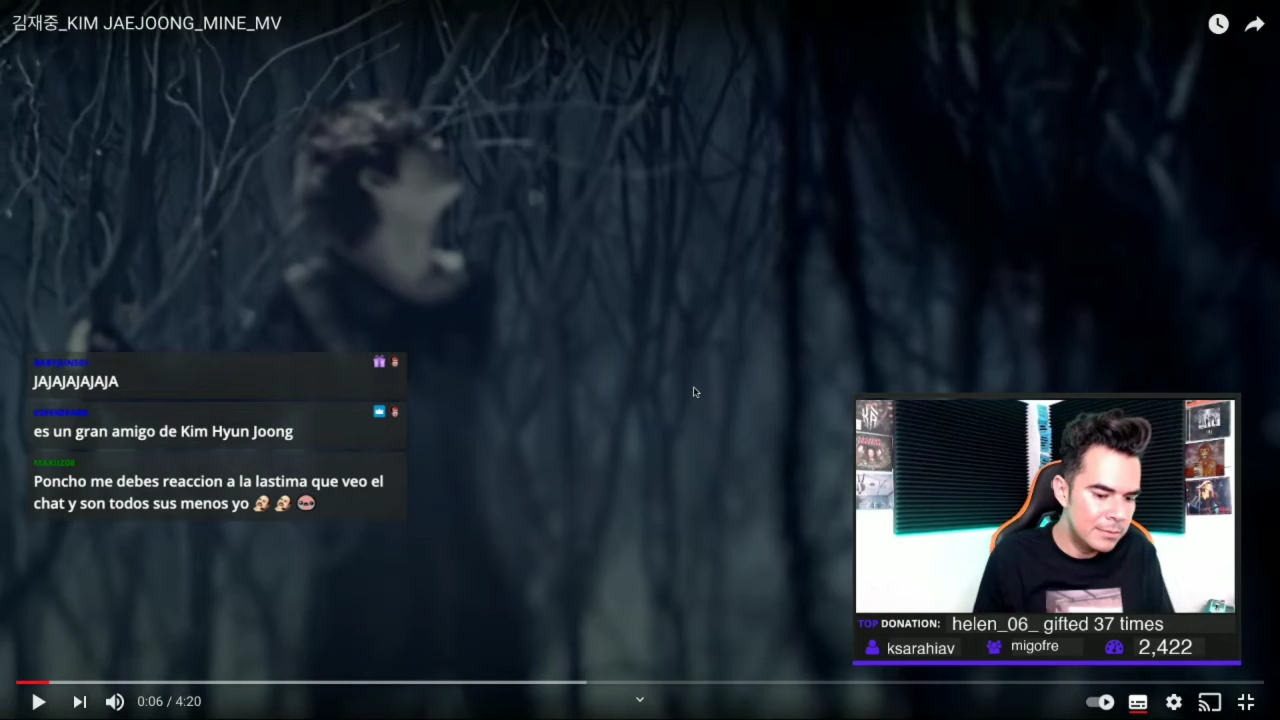 김재중_KIM JAEJOONG_MINE_MV
JAJAJAJAJAJA
es un gran amigo de Kim Hyun Joong
MAKIIZ08
Poncho me debes reaccion a la lastima que veo el
chat y son todos sus menos yo
TOP DONATION: helen_06_ gifted 37 times
ksarahiav migofre 2,422
0:06 / 4:20